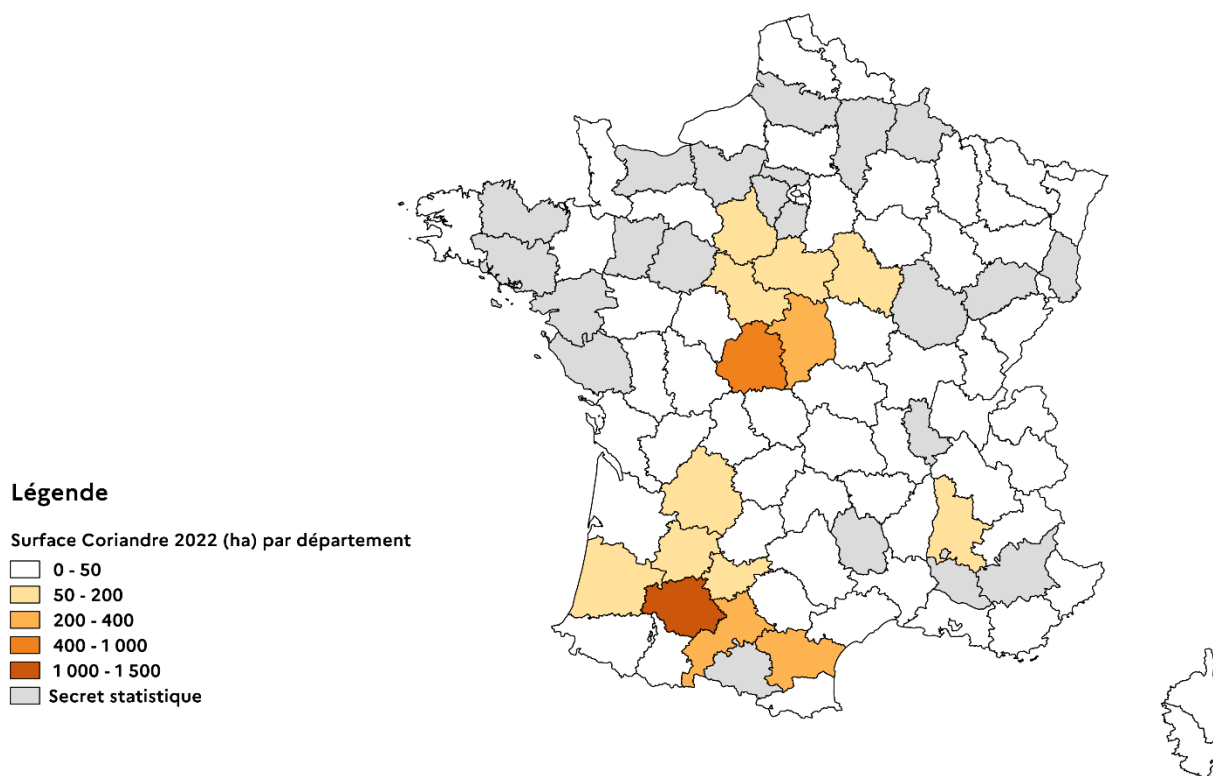 Légende
Surface Coriandre 2022 (ha) par département
0 - 50
50 - 200
200 - 400
400 - 1 000
1 000 - 1 500
Secret statistique